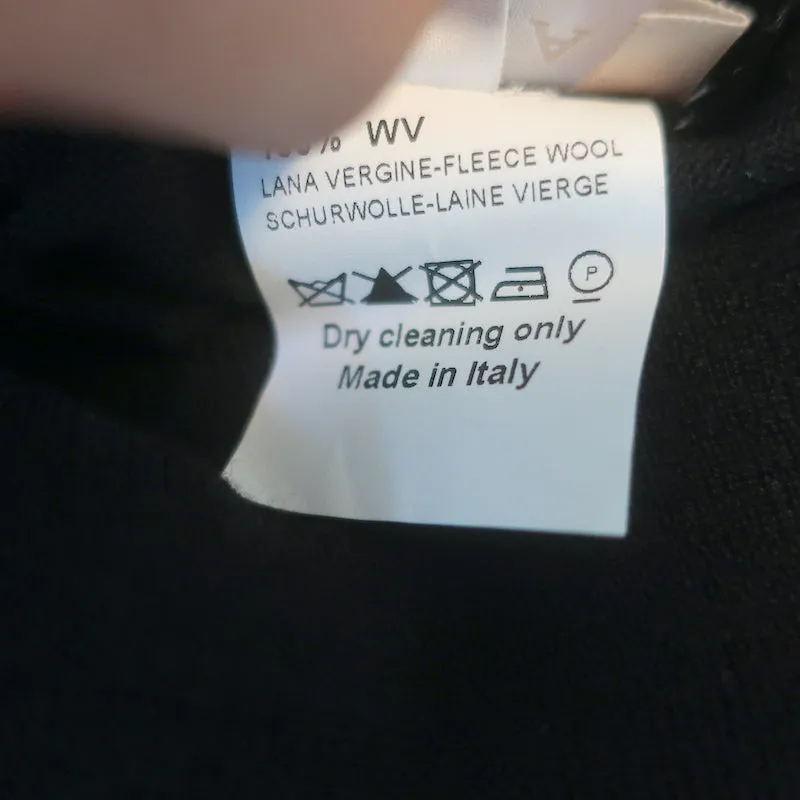 A
% WV
LANA VERGINE-FLEECE WOOL
SCHURWOLLE-LAINE VIERGE
P
Dry cleaning only
Made in Italy